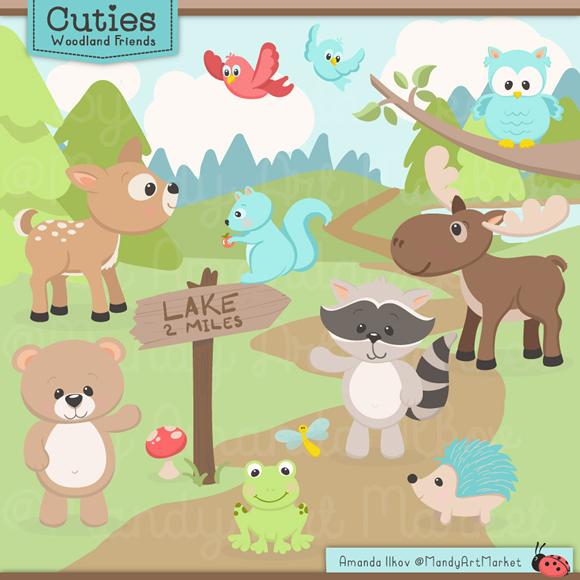 Cuties
Woodland Friends
LAKE
2 MILES
Amanda Ilkov @MandyArtMarket